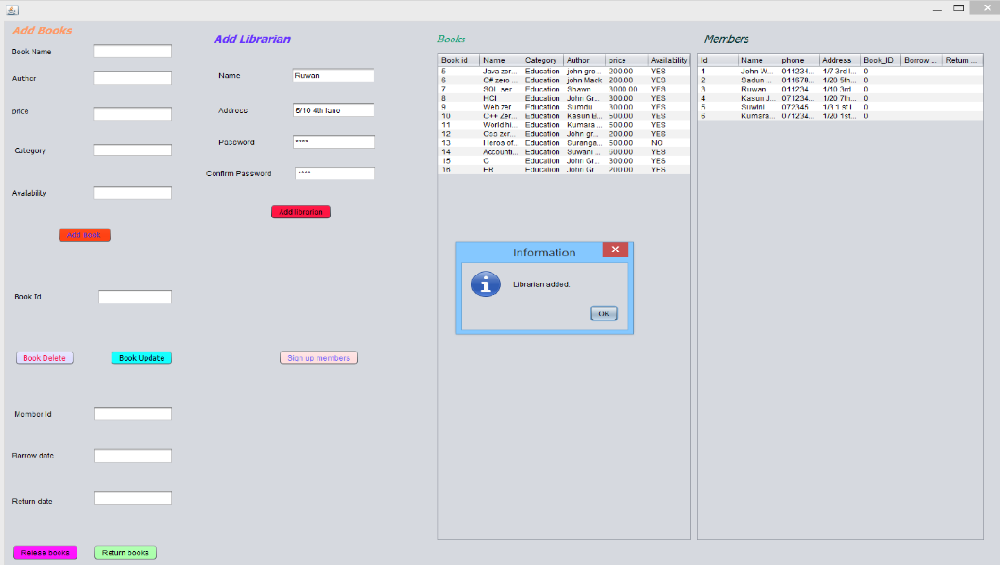 Add Books
Book Name
Author
price
Category
Availability
Add Book
Book Id
Book Delete
Book Update
Member Id
Barrow date
Return date
Relese books
Return books
Add Librarian
Name Ruwan
Address 5/10 4th lane
Password ****
Confirm Password ****
Add librarian
Sign up members
Books
Book id Name Category Author price Availability
5 Java zer... Education john gro... 200.00 YES
6 C# zeio ... Education john Mack 200.00 YES
7 SQL ser... Education Shawn ... 3000.00 YES
8 HCI Education John Gr... 300.00 YES
9 Web zer... Education Sumdu... 300.00 YES
10 C++ Zer... Education Kasun B... 500.00 YES
11 World hi... Education Kumara ... 500.00 YES
12 Css zer... Education John gr... 200.00 YES
13 Heros of... Education Suranga... 500.00 NO
14 Accounti... Education Suwani ... 600.00 YES
15 C Education John Gr... 300.00 YES
16 Education John Gr... 200.00 YES
Information
Librarian added.
OK
Members
Id Name phone Address Book_ID Borrow ... Return ...
1 John W... 011234... 1/7 3rd l... 0
2 Sadun ... 011678... 1/20 5th... 0
3 Ruwan 011234... 1/10 3rd... 0
4 Kasun J... 071234... 1/20 7th... 0
5 Suwini 072345... 1/3 1 st l... 0
6 Kumara... 071234... 1/20 1st... 0